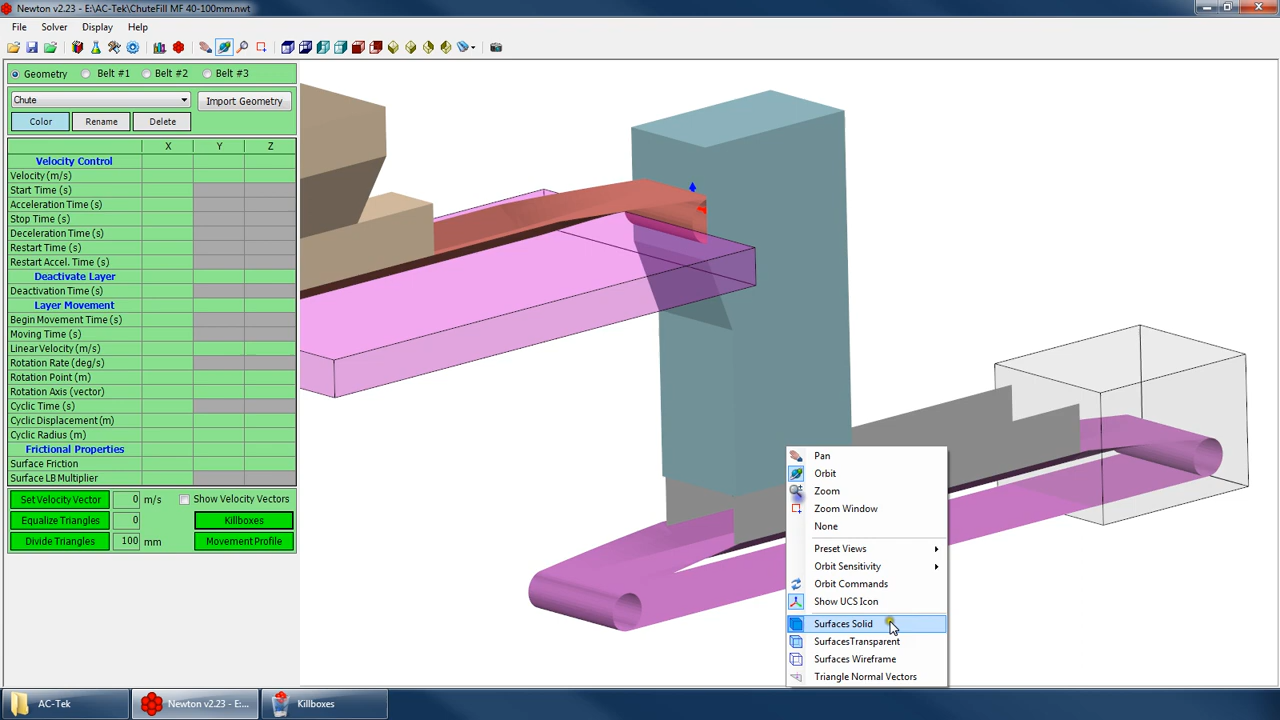 Newton v2.23 - E:\AC-Tek\ChuteFill MF 40-100mm.nwt
File Solver Display Help
Geometry Belt #1 Belt #2 Belt #3
Chute Import Geometry
Color Rename Delete
X Y Z
Velocity Control
Velocity (m/s)
Start Time (s)
Acceleration Time (s)
Stop Time (s)
Deceleration Time (s)
Restart Time (s)
Restart Accel. Time (s)
Deactivate Layer
Deactivation Time (s)
Layer Movement
Begin Movement Time (s)
Moving Time (s)
Linear Velocity (m/s)
Rotation Rate (deg/s)
Rotation Point (m)
Rotation Axis (vector)
Cyclic Time (s)
Cyclic Displacement (m)
Cyclic Radius (m)
Frictional Properties
Surface Friction
Surface LB Multiplier
Set Velocity Vector 0 m/s Show Velocity Vectors
Equalize Triangles 0 Killboxes
Divide Triangles 100 mm Movement Profile
Pan
Orbit
Zoom
Zoom Window
None
Preset Views
Orbit Sensitivity
Orbit Commands
Show UCS Icon
Surfaces Solid
SurfacesTransparent
Surfaces Wireframe
Triangle Normal Vectors
AC-Tek Newton v2.23 - E:... Killboxes